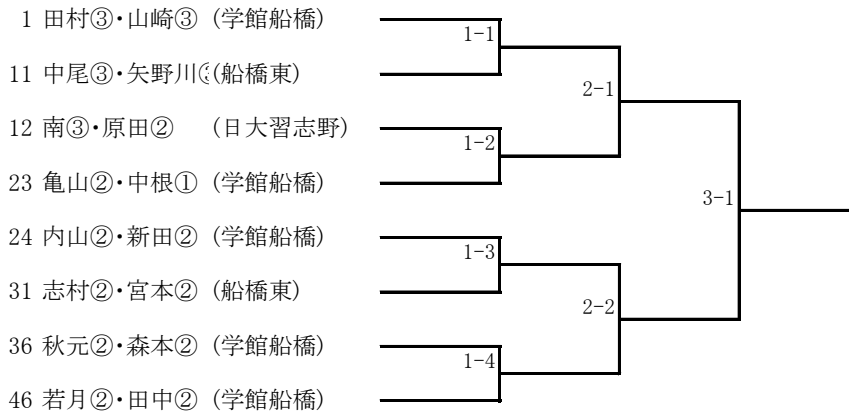 1 田村③・山崎③ (学館船橋)
1-1
11 中尾③・矢野川③(船橋東)
2-1
12 南③・原田② (日大習志野)
1-2
23 亀山②・中根① (学館船橋)
3-1
24 内山②・新田② (学館船橋)
1-3
31 志村②・宮本② (船橋東)
2-2
36 秋元②・森本② (学館船橋)
1-4
46 若月②・田中② (学館船橋)